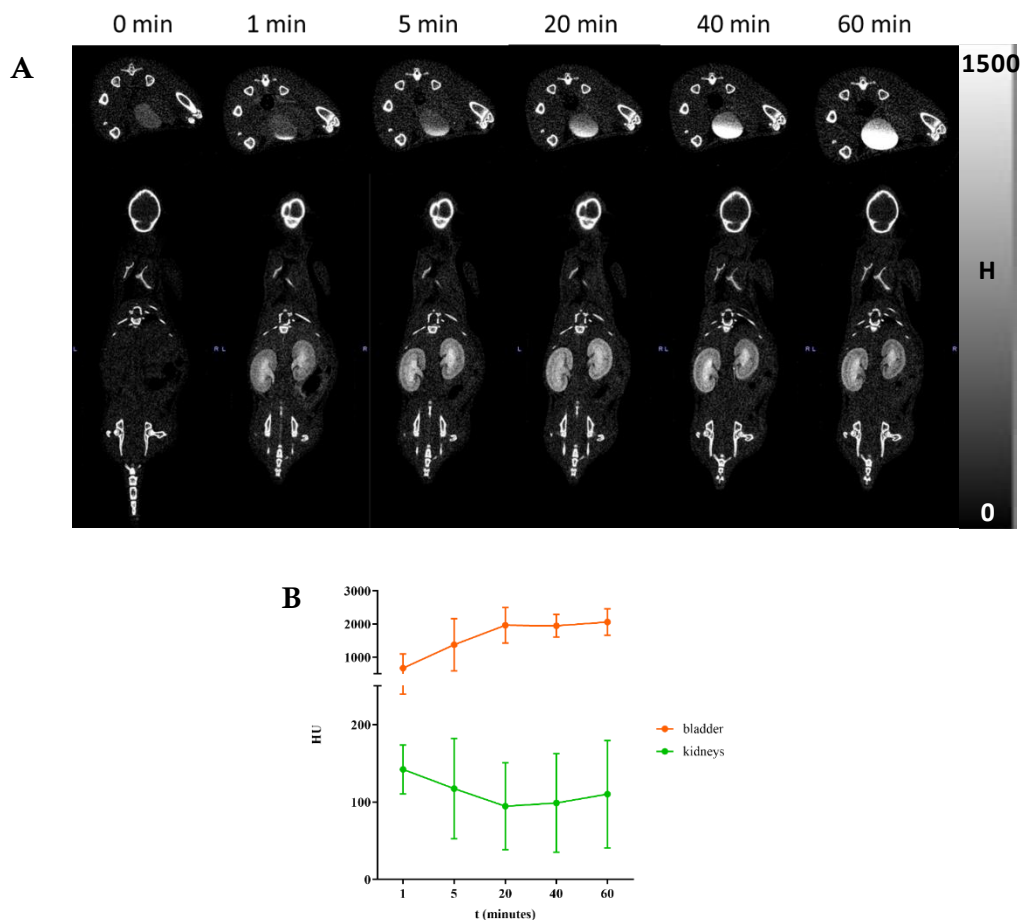 0 min 1 min 5 min 20 min 40 min 60 min
A
1500
H
0
L R L R L R L R
B
3000
2000
1000
200
100
0
HU
1 5 20 40 60
t (minutes)
bladder
kidneys